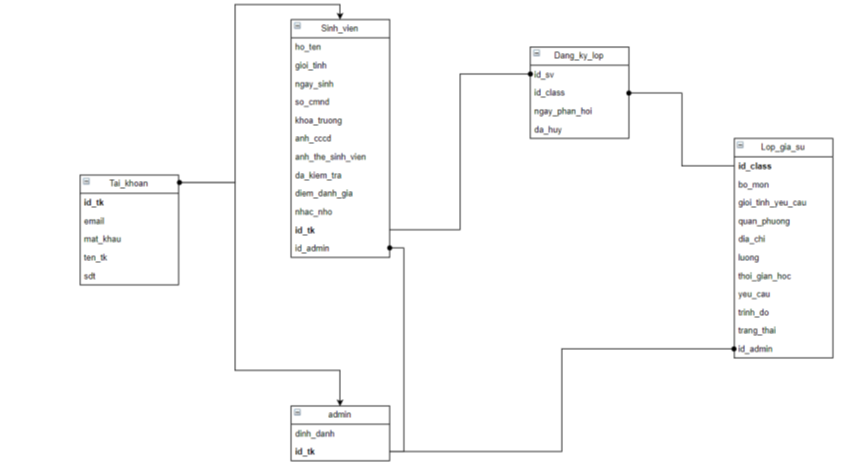 Sinh_vien
ho_ten
gioi_tinh
ngay_sinh
so_cmnd
khoa_truong
anh_cccd
anh_the_sinh_vien
da_kiem_tra
diem_danh_gia
nhac_nho
id_tk
id_admin
Dang_ky_lop
id_sv
id_class
ngay_phan_hoi
da_huy
Lop_gia_su
id_class
bo_mon
gioi_tinh_yeu_cau
quan_phuong
dia_chi
luong
thoi_gian_hoc
yeu_cau
trinh_do
trang_thai
id_admin
Tai_khoan
id_tk
email
mat_khau
ten_tk
sdt
admin
dinh_danh
id_tk